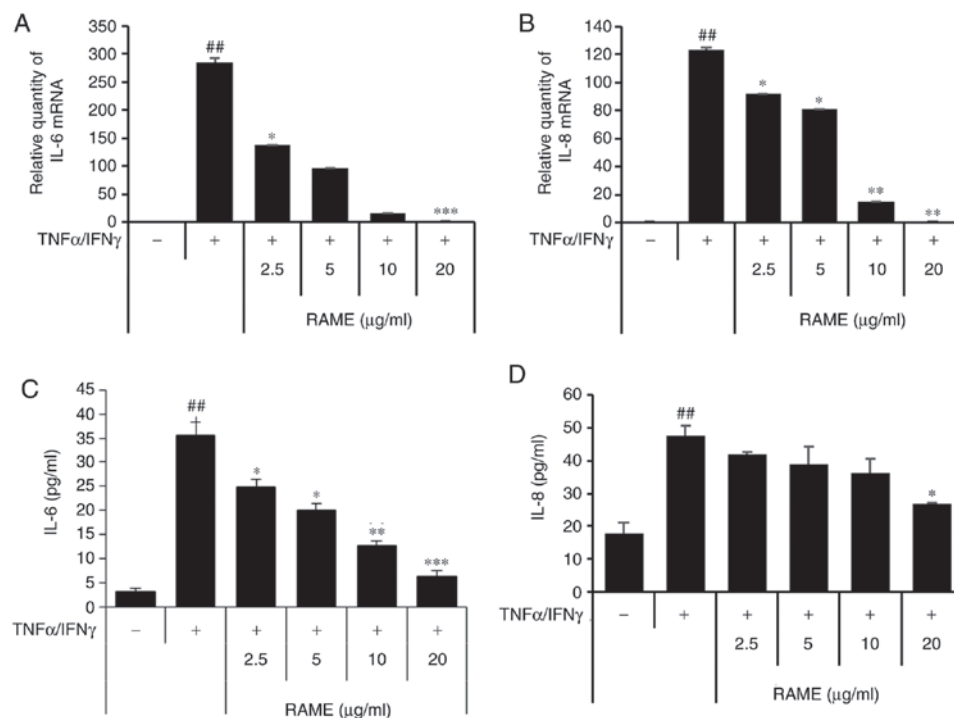 A
Relative quantity of
IL-6 mRNA
350
300
250
200
150
100
50
0
##
*
***
TNFα/IFNγ
– + + + + +
2.5 5 10 20
RAME (µg/ml)
B
Relative quantity of
IL-8 mRNA
140
120
100
80
60
40
20
0
##
*
*
**
**
TNFα/IFNγ
– + + + + +
2.5 5 10 20
RAME (µg/ml)
C
IL-6 (pg/ml)
45
40
35
30
25
20
15
10
5
0
##
*
*
**
***
TNFα/IFNγ
– + + + + +
2.5 5 10 20
RAME (µg/ml)
D
IL-8 (pg/ml)
60
50
40
30
20
10
0
##
*
TNFα/IFNγ
– + + + + +
2.5 5 10 20
RAME (µg/ml)